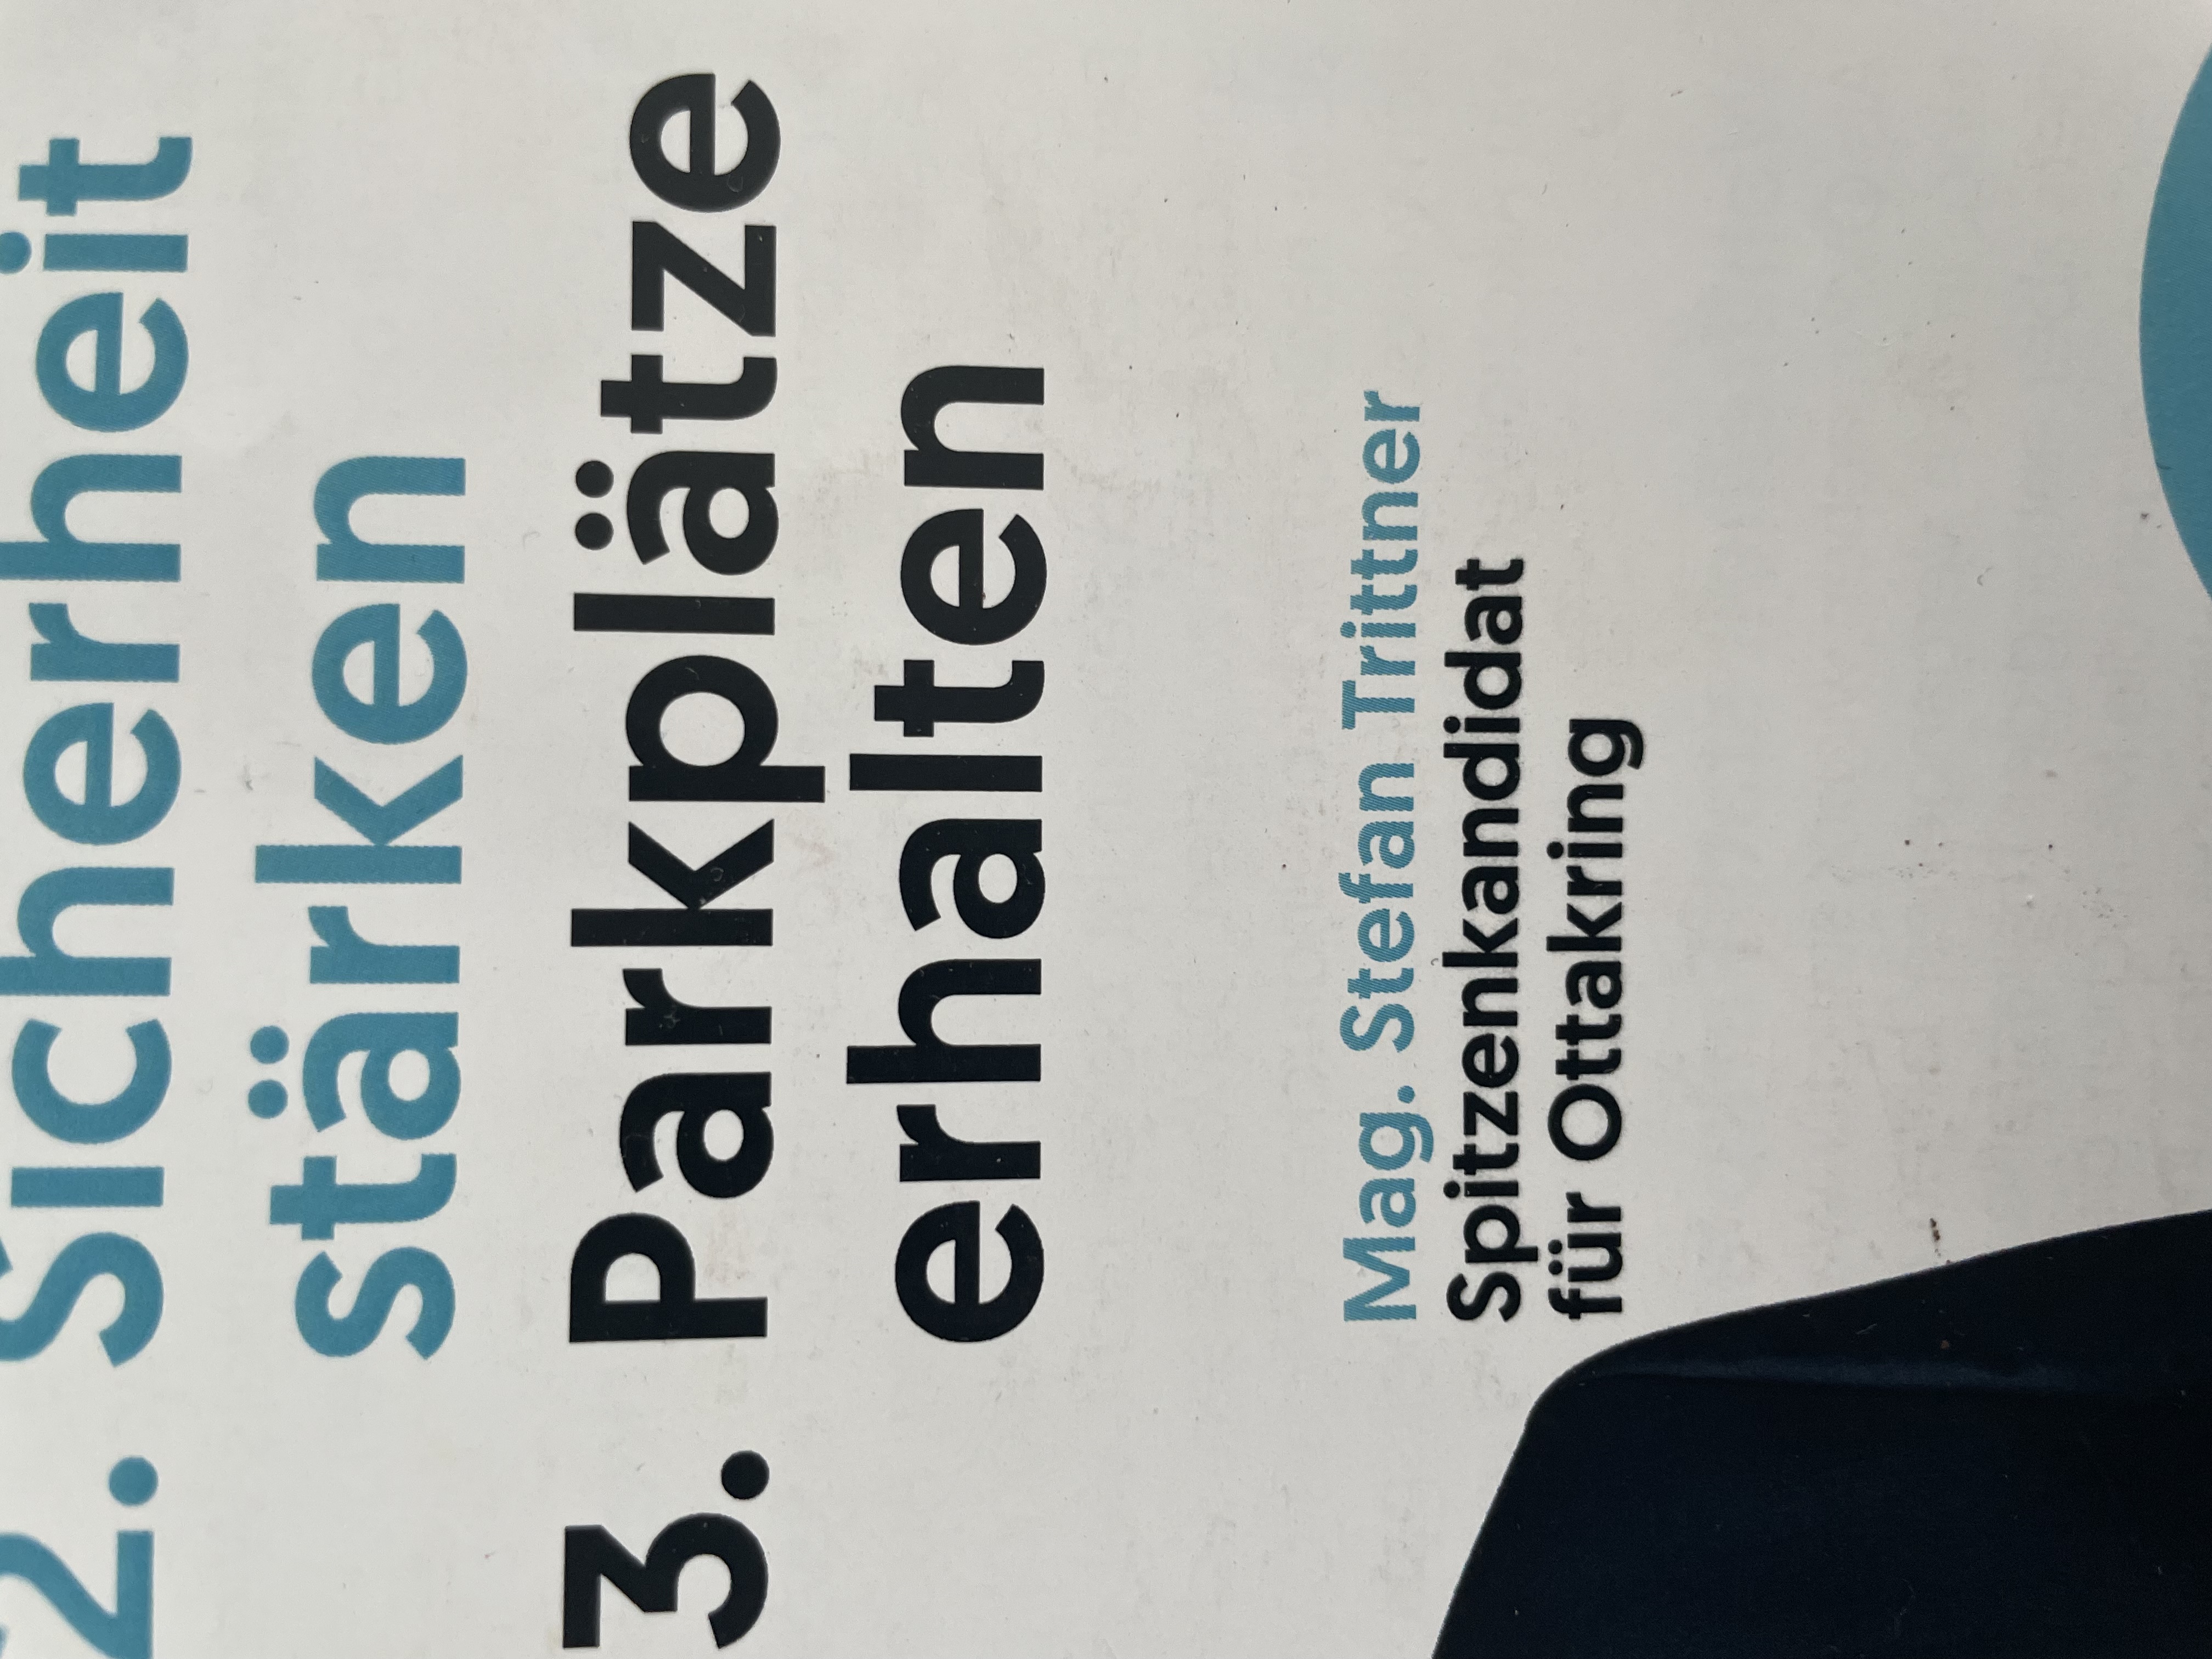 2. Sicherheit
stärken
3. Parkplätze
erhalten
Mag. Stefan Trittner
Spitzenkandidat
für Ottakring